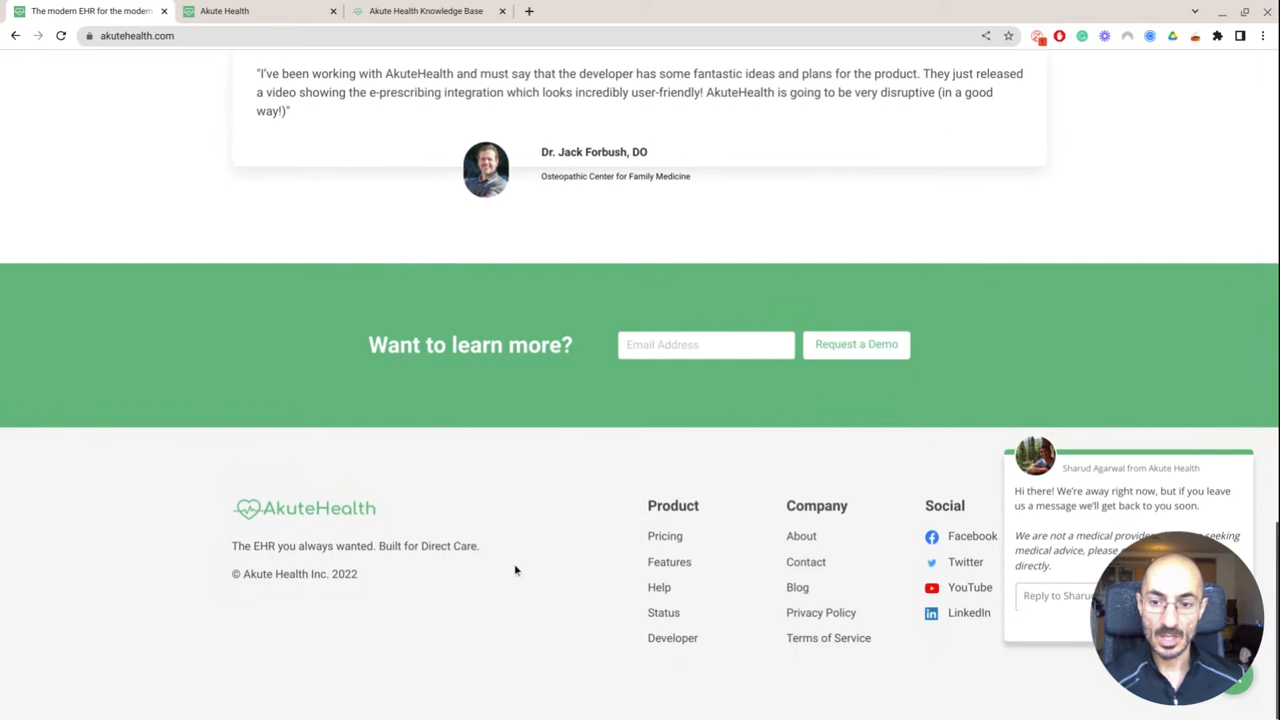 The modern EHR for the modern
Akute Health
Akute Health Knowledge Base
akutehealth.com
"I've been working with AkuteHealth and must say that the developer has some fantastic ideas and plans for the product. They just released
a video showing the e-prescribing integration which looks incredibly user-friendly! AkuteHealth is going to be very disruptive (in a good
way!)"
Dr. Jack Forbush, DO
Osteopathic Center for Family Medicine
Want to learn more?
Email Address
Request a Demo
AkuteHealth
The EHR you always wanted. Built for Direct Care.
© Akute Health Inc. 2022
Product
Pricing
Features
Help
Status
Developer
Company
About
Contact
Blog
Privacy Policy
Terms of Service
Social
Facebook
Twitter
YouTube
LinkedIn
Sharud Agarwal from Akute Health
Hi there! We're away right now, but if you leave
us a message we'll get back to you soon.
We are not a medical seeking
medical advice, please
directly.
Reply to